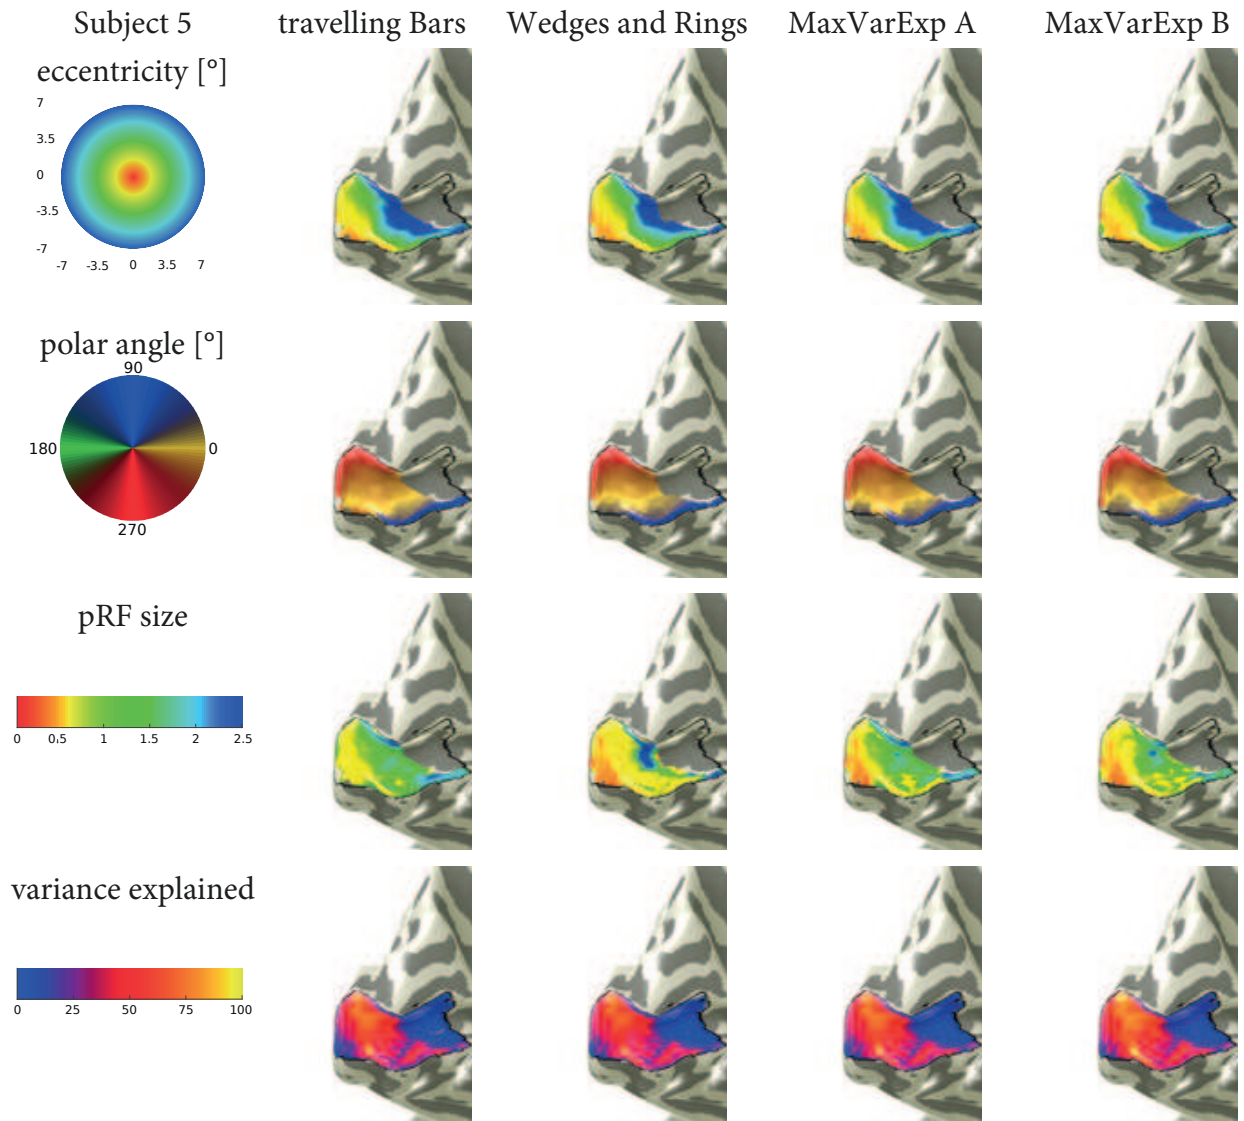 Subject 5 travelling Bars Wedges and Rings MaxVarExp A MaxVarExp B
eccentricity [°]
7
3.5
0
-3.5
-7
-7 -3.5 0 3.5 7
polar angle [°]
90
180 0
270
pRF size
0 0.5 1 1.5 2 2.5
variance explained
0 25 50 75 100